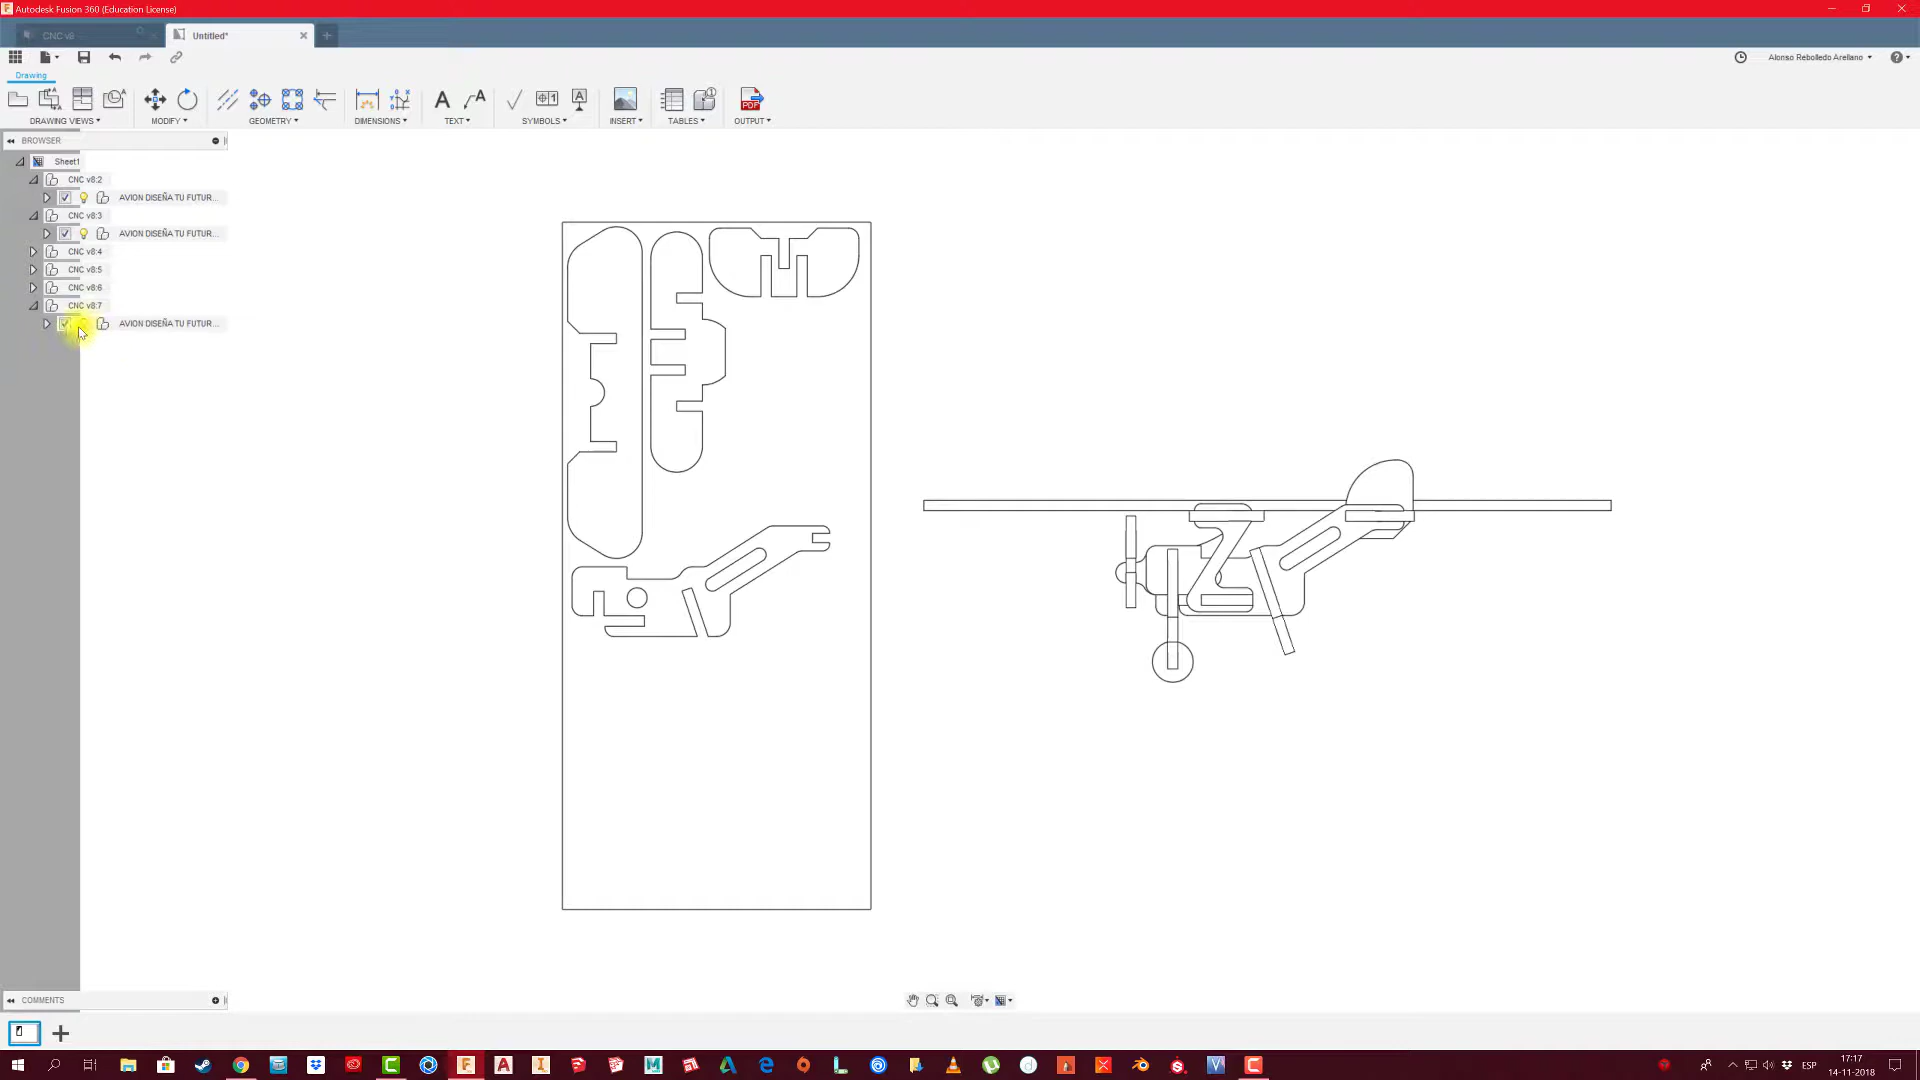 Autodesk Fusion 360 (Education License)
CNC v8
Untitled*
Alonso Rebolledo Arellano
Drawing
DRAWING VIEWS
MODIFY
GEOMETRY
DIMENSIONS
TEXT
SYMBOLS
INSERT
TABLES
OUTPUT
PDF
BROWSER
Sheet1
CNC v8:2
AVION DISEÑA TU FUTUR...
CNC v8:3
AVION DISEÑA TU FUTUR...
CNC v8:4
CNC v8:5
CNC v8:6
CNC v8:7
AVION DISEÑA TU FUTUR...
COMMENTS
ESP
17:17
14-11-2018